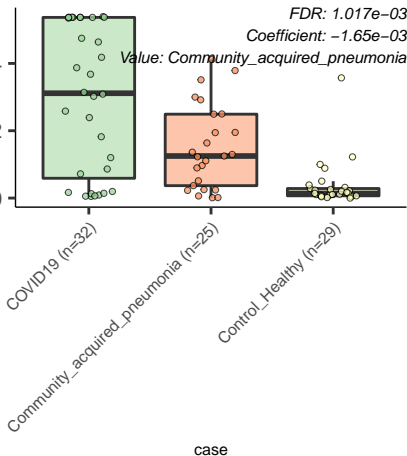 FDR: 1.017e−03
Coefficient: −1.65e−03
Value: Community_acquired_pneumonia
COVID19 (n=32)
Community_acquired_pneumonia (n=25)
Control_Healthy (n=29)
case